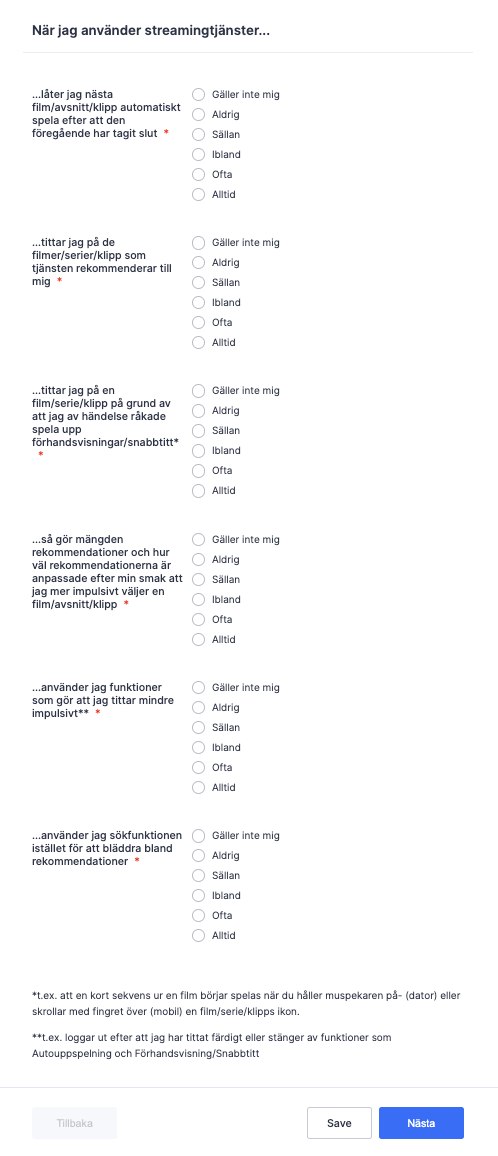 När jag använder streamingtjänster...
...låter jag nästa
film/avsnitt/klipp automatiskt
spela efter att den
föregående har tagit slut *
Gäller inte mig
Aldrig
Sällan
Ibland
Ofta
Alltid
...tittar jag på de
filmer/serier/klipp som
tjänsten rekommenderar till
mig *
Gäller inte mig
Aldrig
Sällan
Ibland
Ofta
Alltid
...tittar jag på en
film/serie/klipp på grund av
att jag av händelse råkade
spela upp
förhandsvisningar/snabbtitt*
*
Gäller inte mig
Aldrig
Sällan
Ibland
Ofta
Alltid
...så gör mängden
rekommendationer och hur
väl rekommendationerna är
anpassade efter min smak att
jag mer impulsivt väljer en
film/avsnitt/klipp *
Gäller inte mig
Aldrig
Sällan
Ibland
Ofta
Alltid
...använder jag funktioner
som gör att jag tittar mindre
impulsivt** *
Gäller inte mig
Aldrig
Sällan
Ibland
Ofta
Alltid
...använder jag sökfunktionen
istället för att bläddra bland
rekommendationer *
Gäller inte mig
Aldrig
Sällan
Ibland
Ofta
Alltid
*t.ex. att en kort sekvens ur en film börjar spelas när du håller muspekaren på- (dator) eller
skrollar med fingret över (mobil) en film/serie/klipps ikon.
**t.ex. loggar ut efter att jag har tittat färdigt eller stänger av funktioner som
Autouppspelning och Förhandsvisning/Snabbtitt
Tillbaka
Save
Nästa